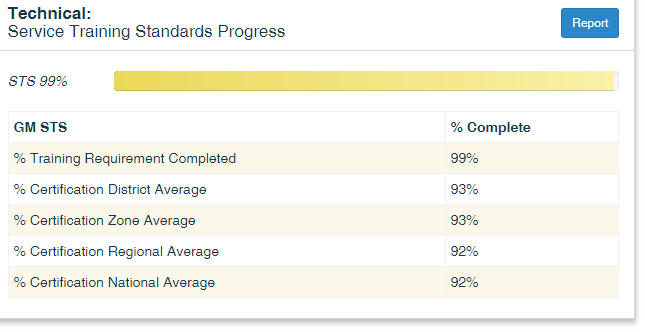 Technical:
Service Training Standards Progress
Report
STS 99%
GM STS % Complete
% Training Requirement Completed 99%
% Certification District Average 93%
% Certification Zone Average 93%
% Certification Regional Average 92%
% Certification National Average 92%